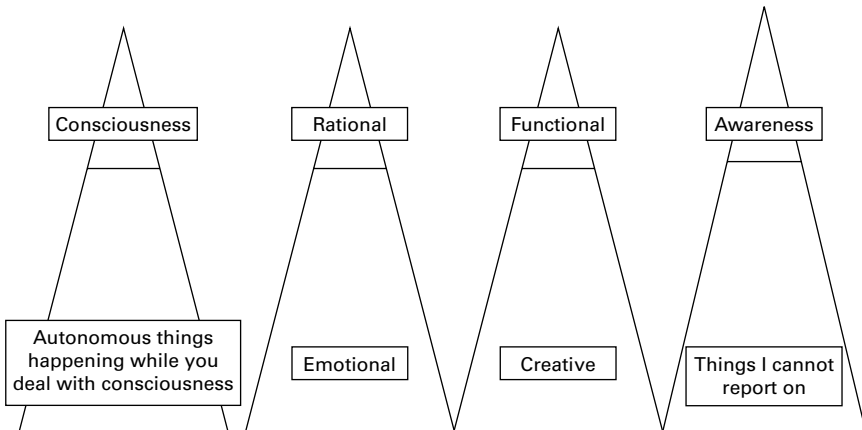 Consciousness
Rational
Functional
Awareness
Autonomous things
happening while you
deal with consciousness
Emotional
Creative
Things I cannot
report on